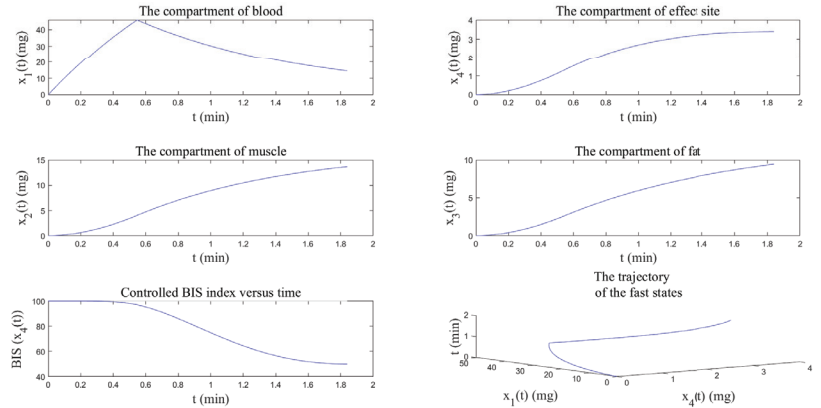 The compartment of blood
x1(t) (mg)
40
30
20
10
0
0 0.2 0.4 0.6 0.8 1 1.2 1.4 1.6 1.8 2
t (min)
The compartment of effect site
x4(t) (mg)
4
3
2
1
0
0 0.2 0.4 0.6 0.8 1 1.2 1.4 1.6 1.8 2
t (min)
The compartment of muscle
x2(t) (mg)
15
10
5
0
0 0.2 0.4 0.6 0.8 1 1.2 1.4 1.6 1.8 2
t (min)
The compartment of fat
x3(t) (mg)
10
5
0
0 0.2 0.4 0.6 0.8 1 1.2 1.4 1.6 1.8 2
t (min)
Controlled BIS index versus time
BIS (x4(t))
100
80
60
40
0 0.2 0.4 0.6 0.8 1 1.2 1.4 1.6 1.8 2
t (min)
The trajectory
of the fast states
t (min)
2
1
0
50 40 30 20 10 0
0 1 2 3 4
x1(t) (mg)
x4(t) (mg)